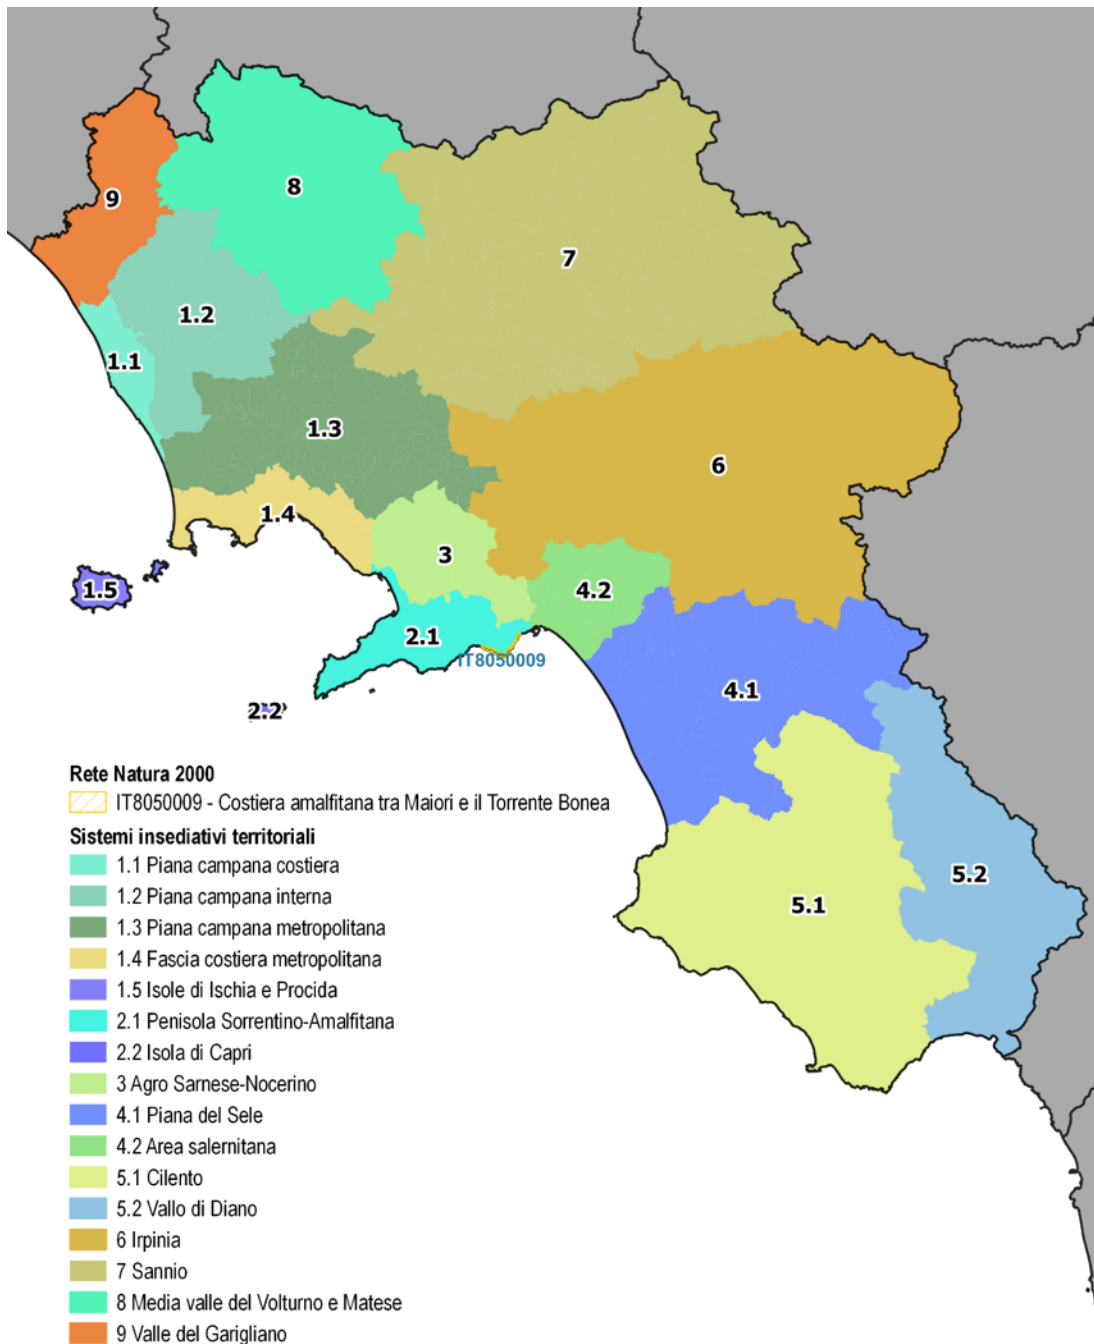 9
8
7
1.2
1.1
1.3
6
1.4
3
1.5
4.2
2.1
IT8050009
4.1
2.2
5.2
5.1
Rete Natura 2000
IT8050009 - Costiera amalfitana tra Maiori e il Torrente Bonea
Sistemi insediativi territoriali
1.1 Piana campana costiera
1.2 Piana campana interna
1.3 Piana campana metropolitana
1.4 Fascia costiera metropolitana
1.5 Isole di Ischia e Procida
2.1 Penisola Sorrentino-Amalfitana
2.2 Isola di Capri
3 Agro Sarnese-Nocerino
4.1 Piana del Sele
4.2 Area salernitana
5.1 Cilento
5.2 Vallo di Diano
6 Irpinia
7 Sannio
8 Media valle del Volturno e Matese
9 Valle del Garigliano